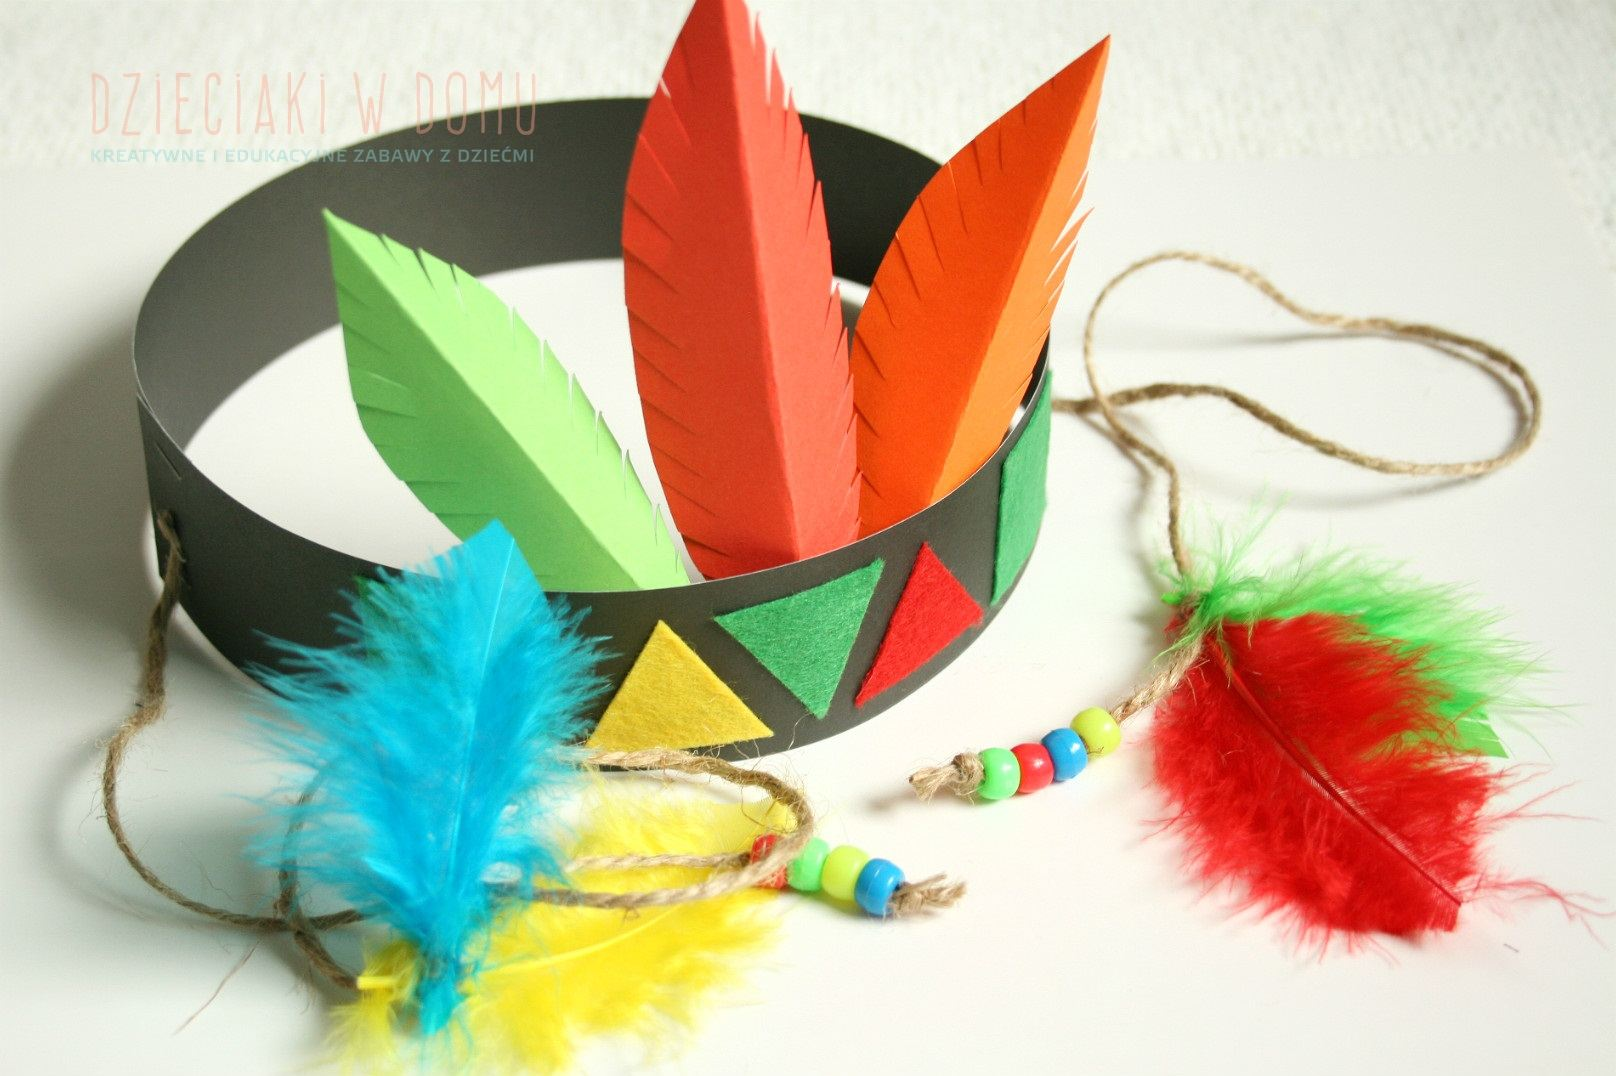 DZIECIAKI W DOMU
KREATYWNE I EDUKACYJNE ZABAWY Z DZIEĆMI